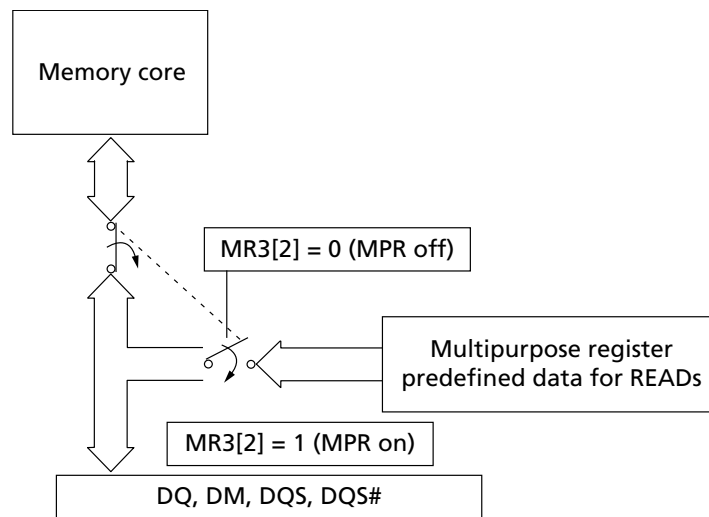 Memory core
MR3[2] = 0 (MPR off)
Multipurpose register
predefined data for READs
MR3[2] = 1 (MPR on)
DQ, DM, DQS, DQS#